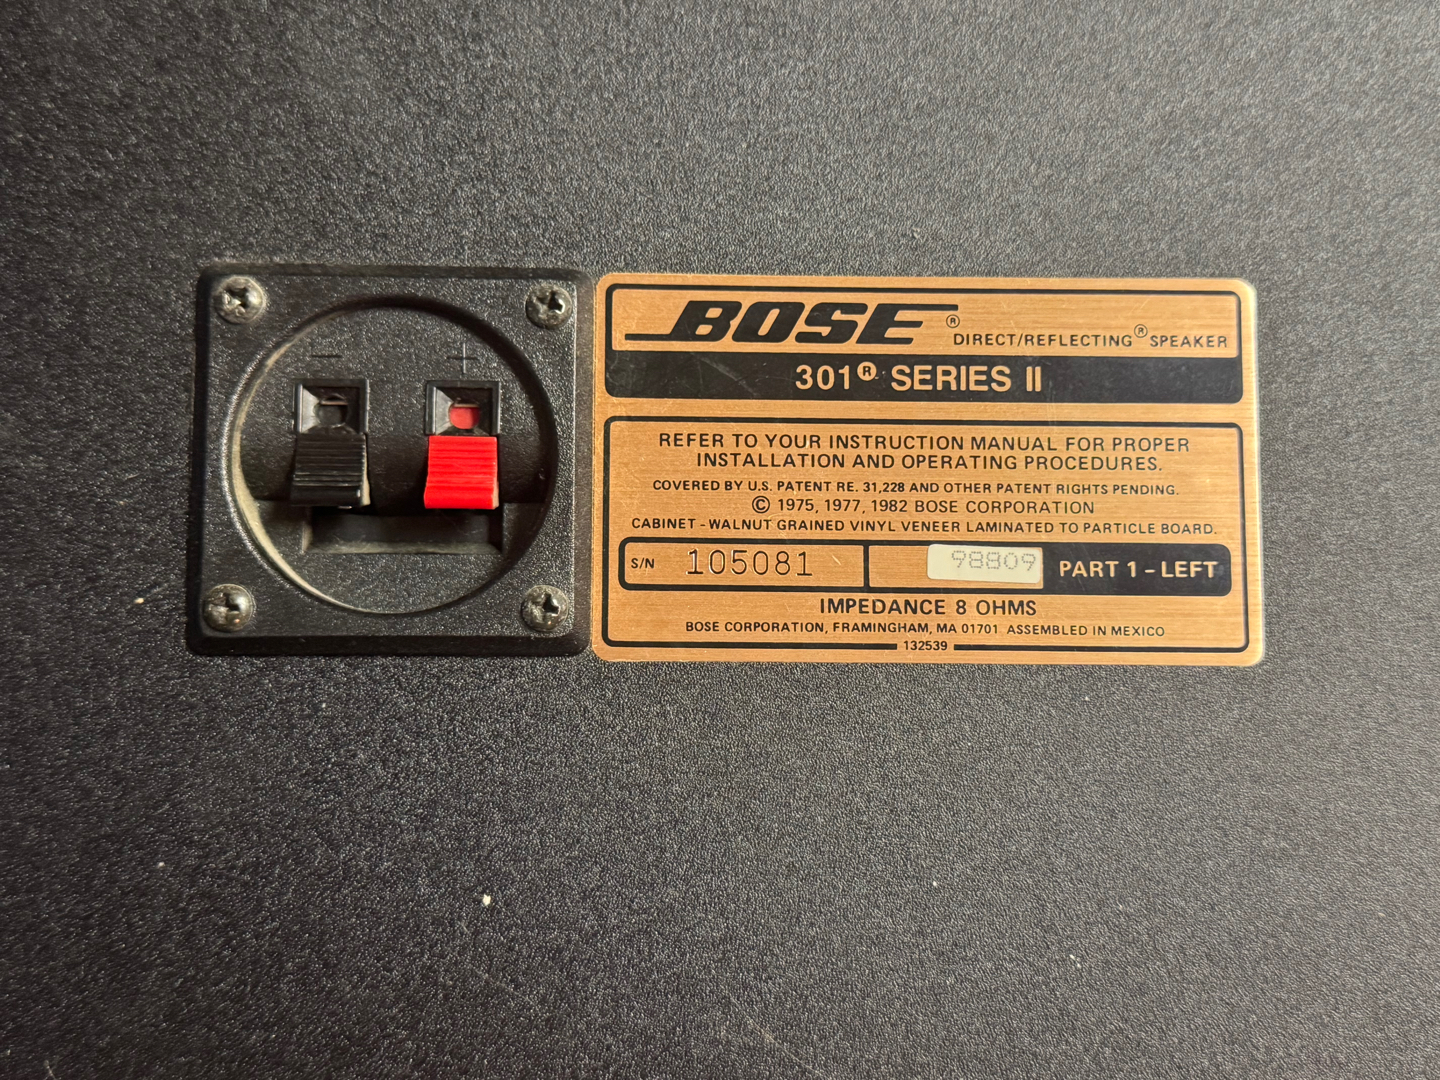 − +
BOSE®
DIRECT/REFLECTING® SPEAKER
301® SERIES II
REFER TO YOUR INSTRUCTION MANUAL FOR PROPER
INSTALLATION AND OPERATING PROCEDURES.
COVERED BY U.S. PATENT RE. 31,228 AND OTHER PATENT RIGHTS PENDING.
© 1975, 1977, 1982 BOSE CORPORATION
CABINET - WALNUT GRAINED VINYL VENEER LAMINATED TO PARTICLE BOARD.
S/N 105081 98809 PART 1 - LEFT
IMPEDANCE 8 OHMS
BOSE CORPORATION, FRAMINGHAM, MA 01701 ASSEMBLED IN MEXICO
132539